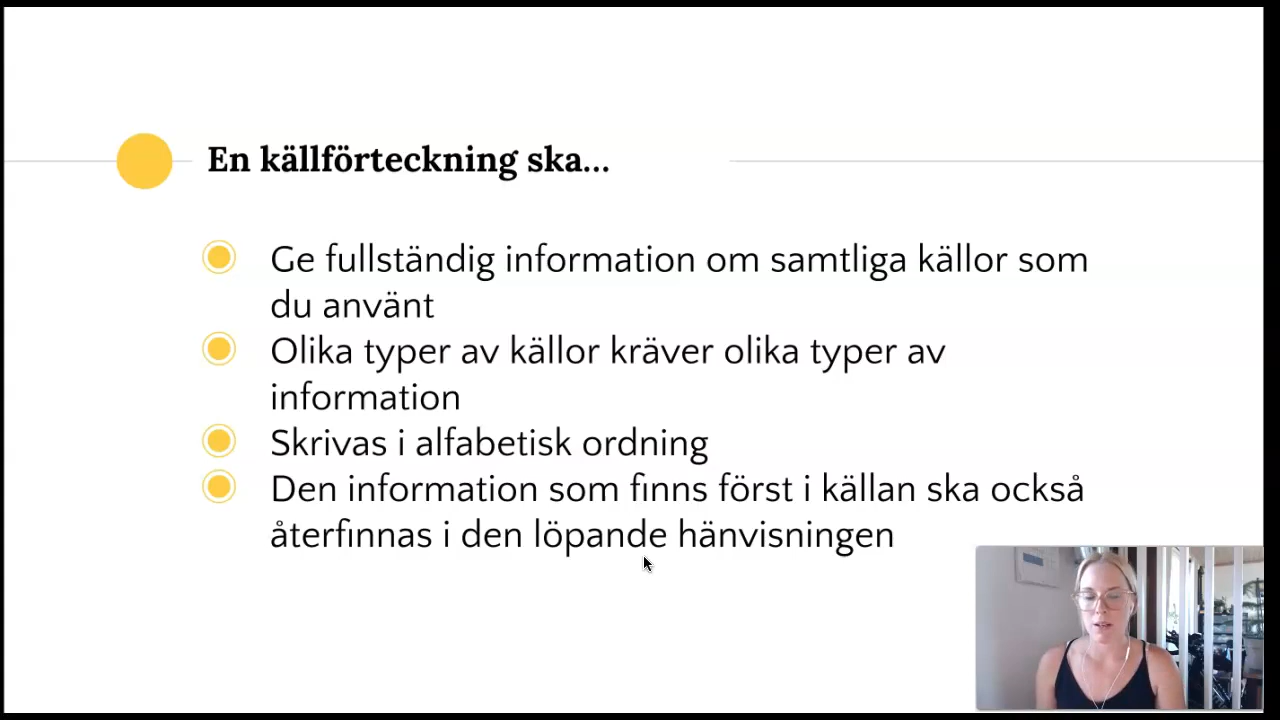 En källförteckning ska...
Ge fullständig information om samtliga källor som
du använt
Olika typer av källor kräver olika typer av
information
Skrivas i alfabetisk ordning
Den information som finns först i källan ska också
återfinnas i den löpande hänvisningen